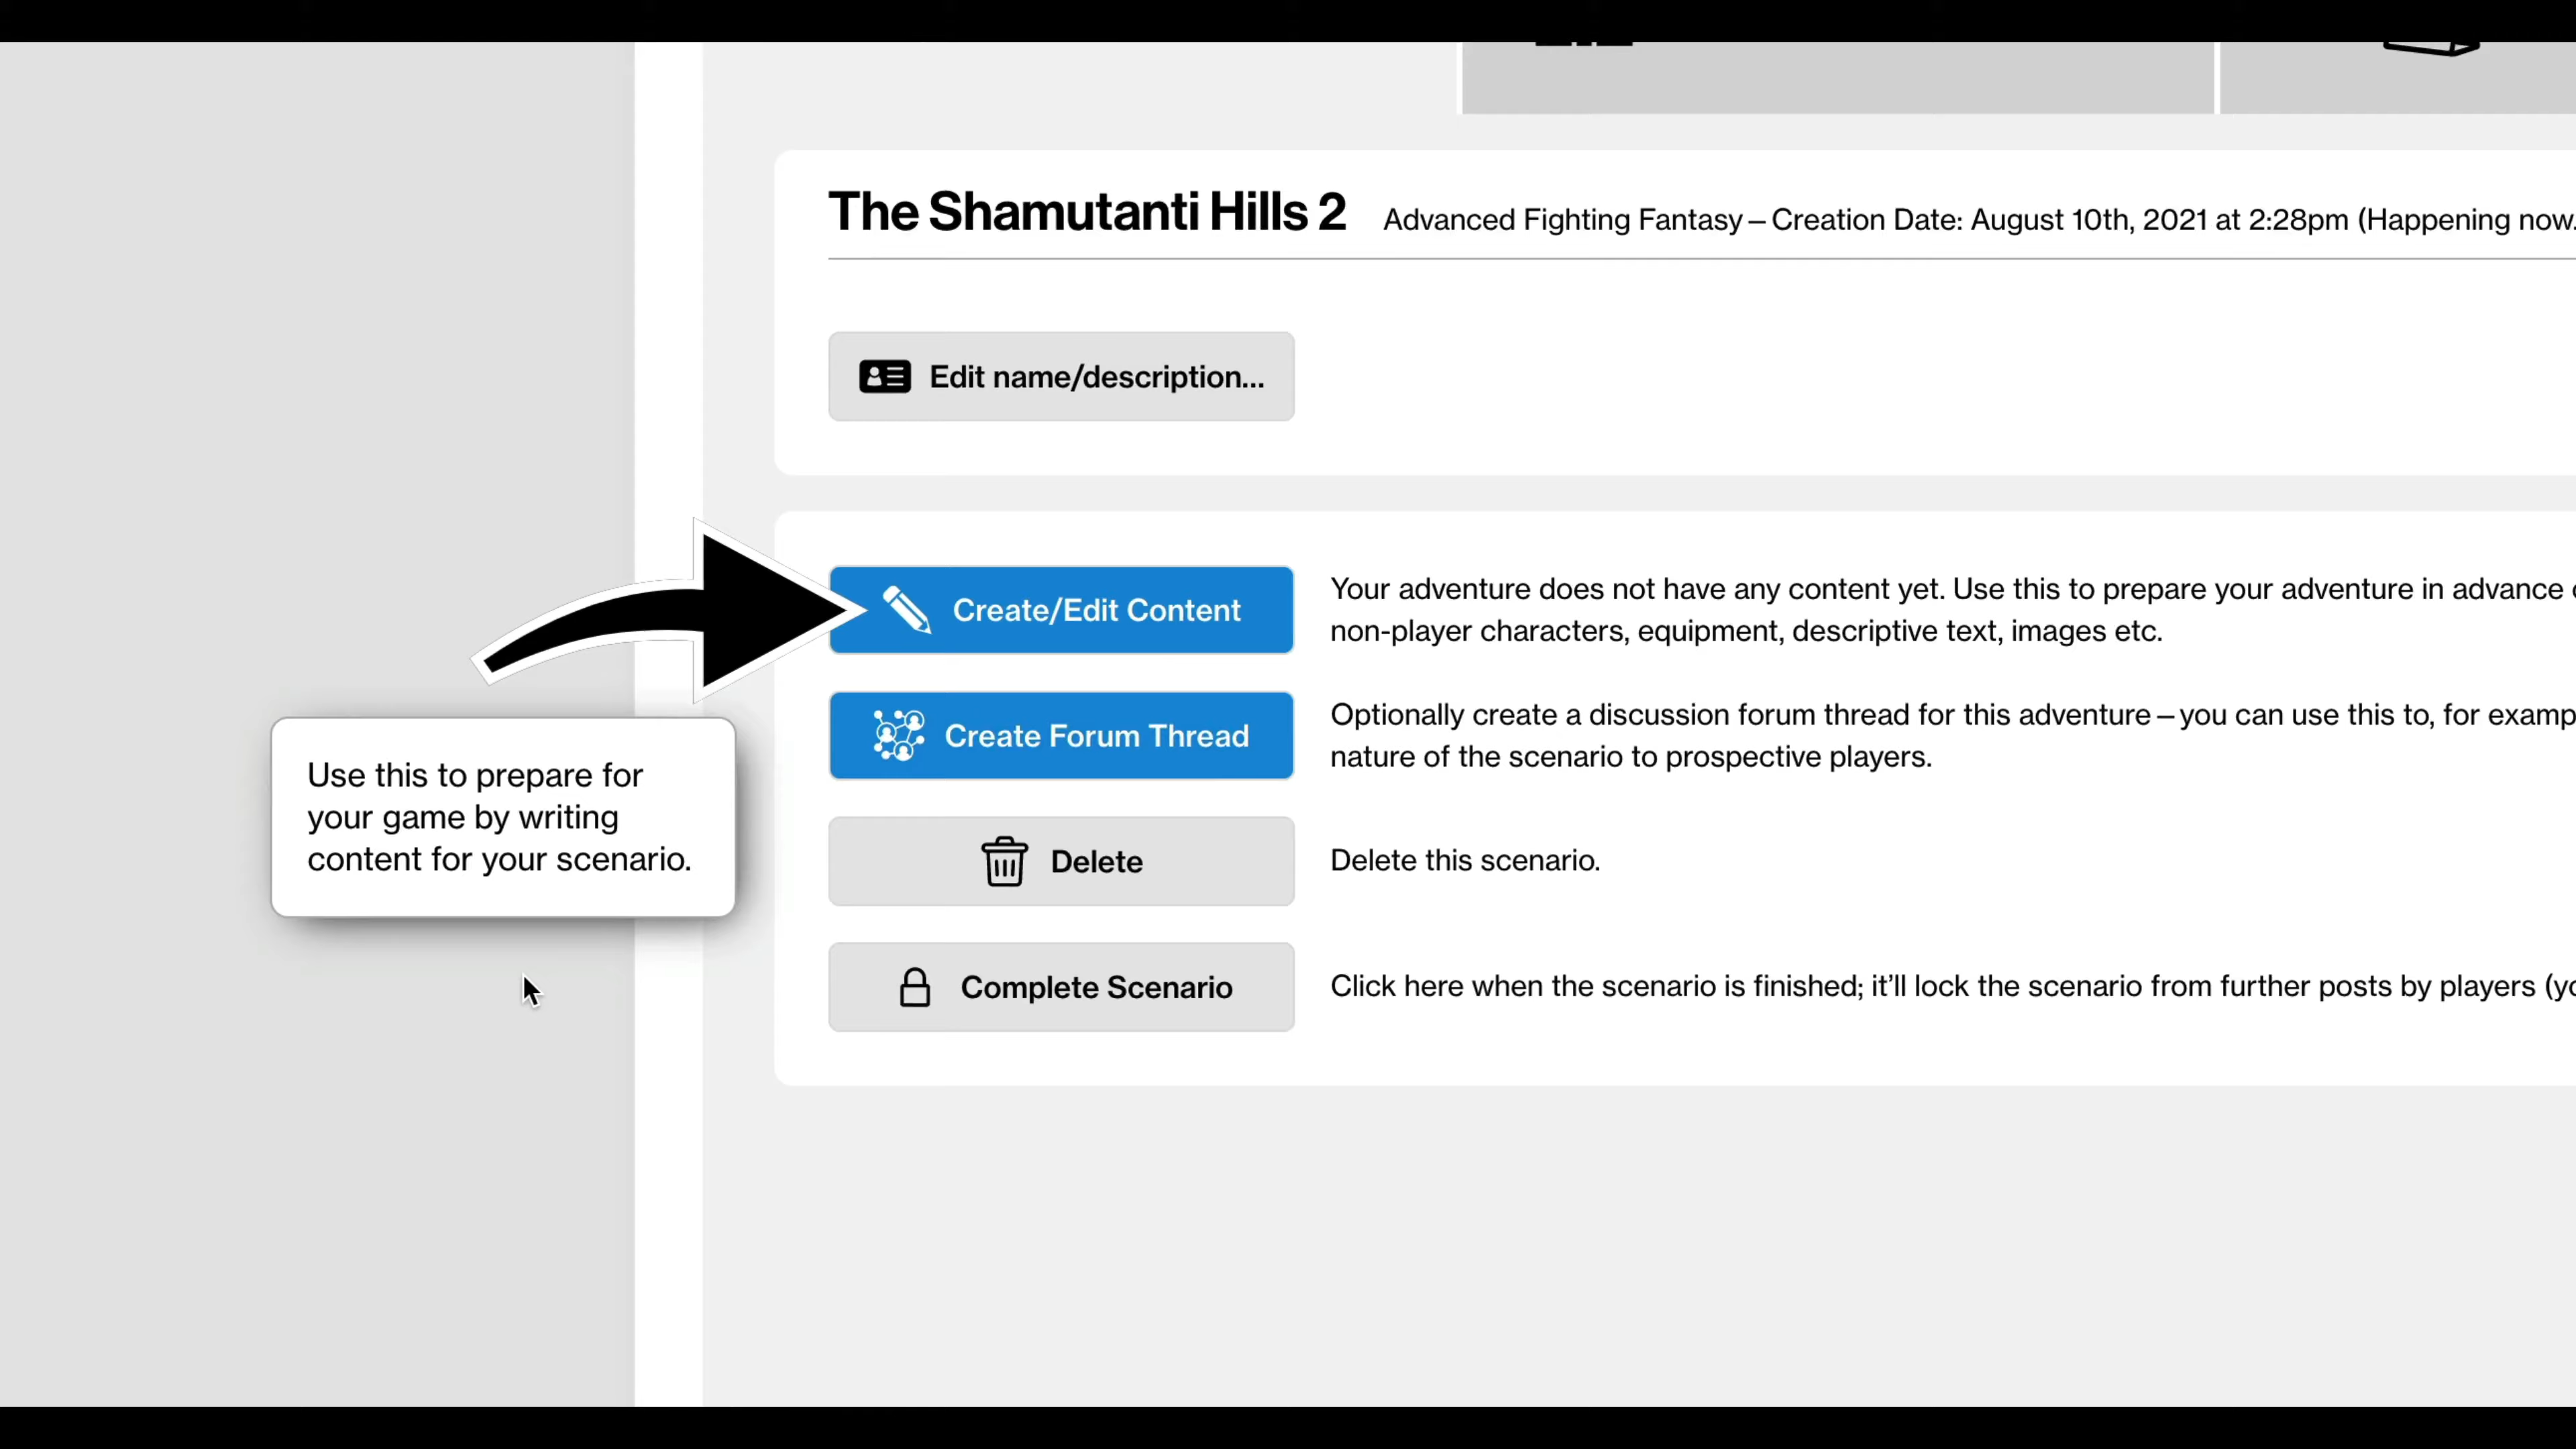 The Shamutanti Hills 2 Advanced Fighting Fantasy – Creation Date: August 10th, 2021 at 2:28pm (Happening now.
Edit name/description...
Create/Edit Content
Your adventure does not have any content yet. Use this to prepare your adventure in advance
non-player characters, equipment, descriptive text, images etc.
Create Forum Thread
Optionally create a discussion forum thread for this adventure – you can use this to, for examp
nature of the scenario to prospective players.
Use this to prepare for
your game by writing
content for your scenario.
Delete
Delete this scenario.
Complete Scenario
Click here when the scenario is finished; it’ll lock the scenario from further posts by players (yo